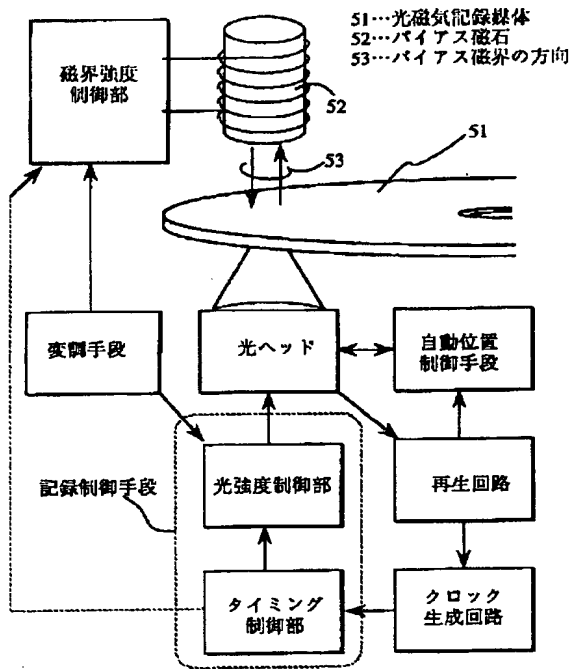 51…光磁気記録媒体
52…バイアス磁石
53…バイアス磁界の方向
磁界強度
制御部
52
53
51
変調手段
光ヘッド
自動位置
制御手段
記録制御手段
光強度制御部
再生回路
タイミング
制御部
クロック
生成回路